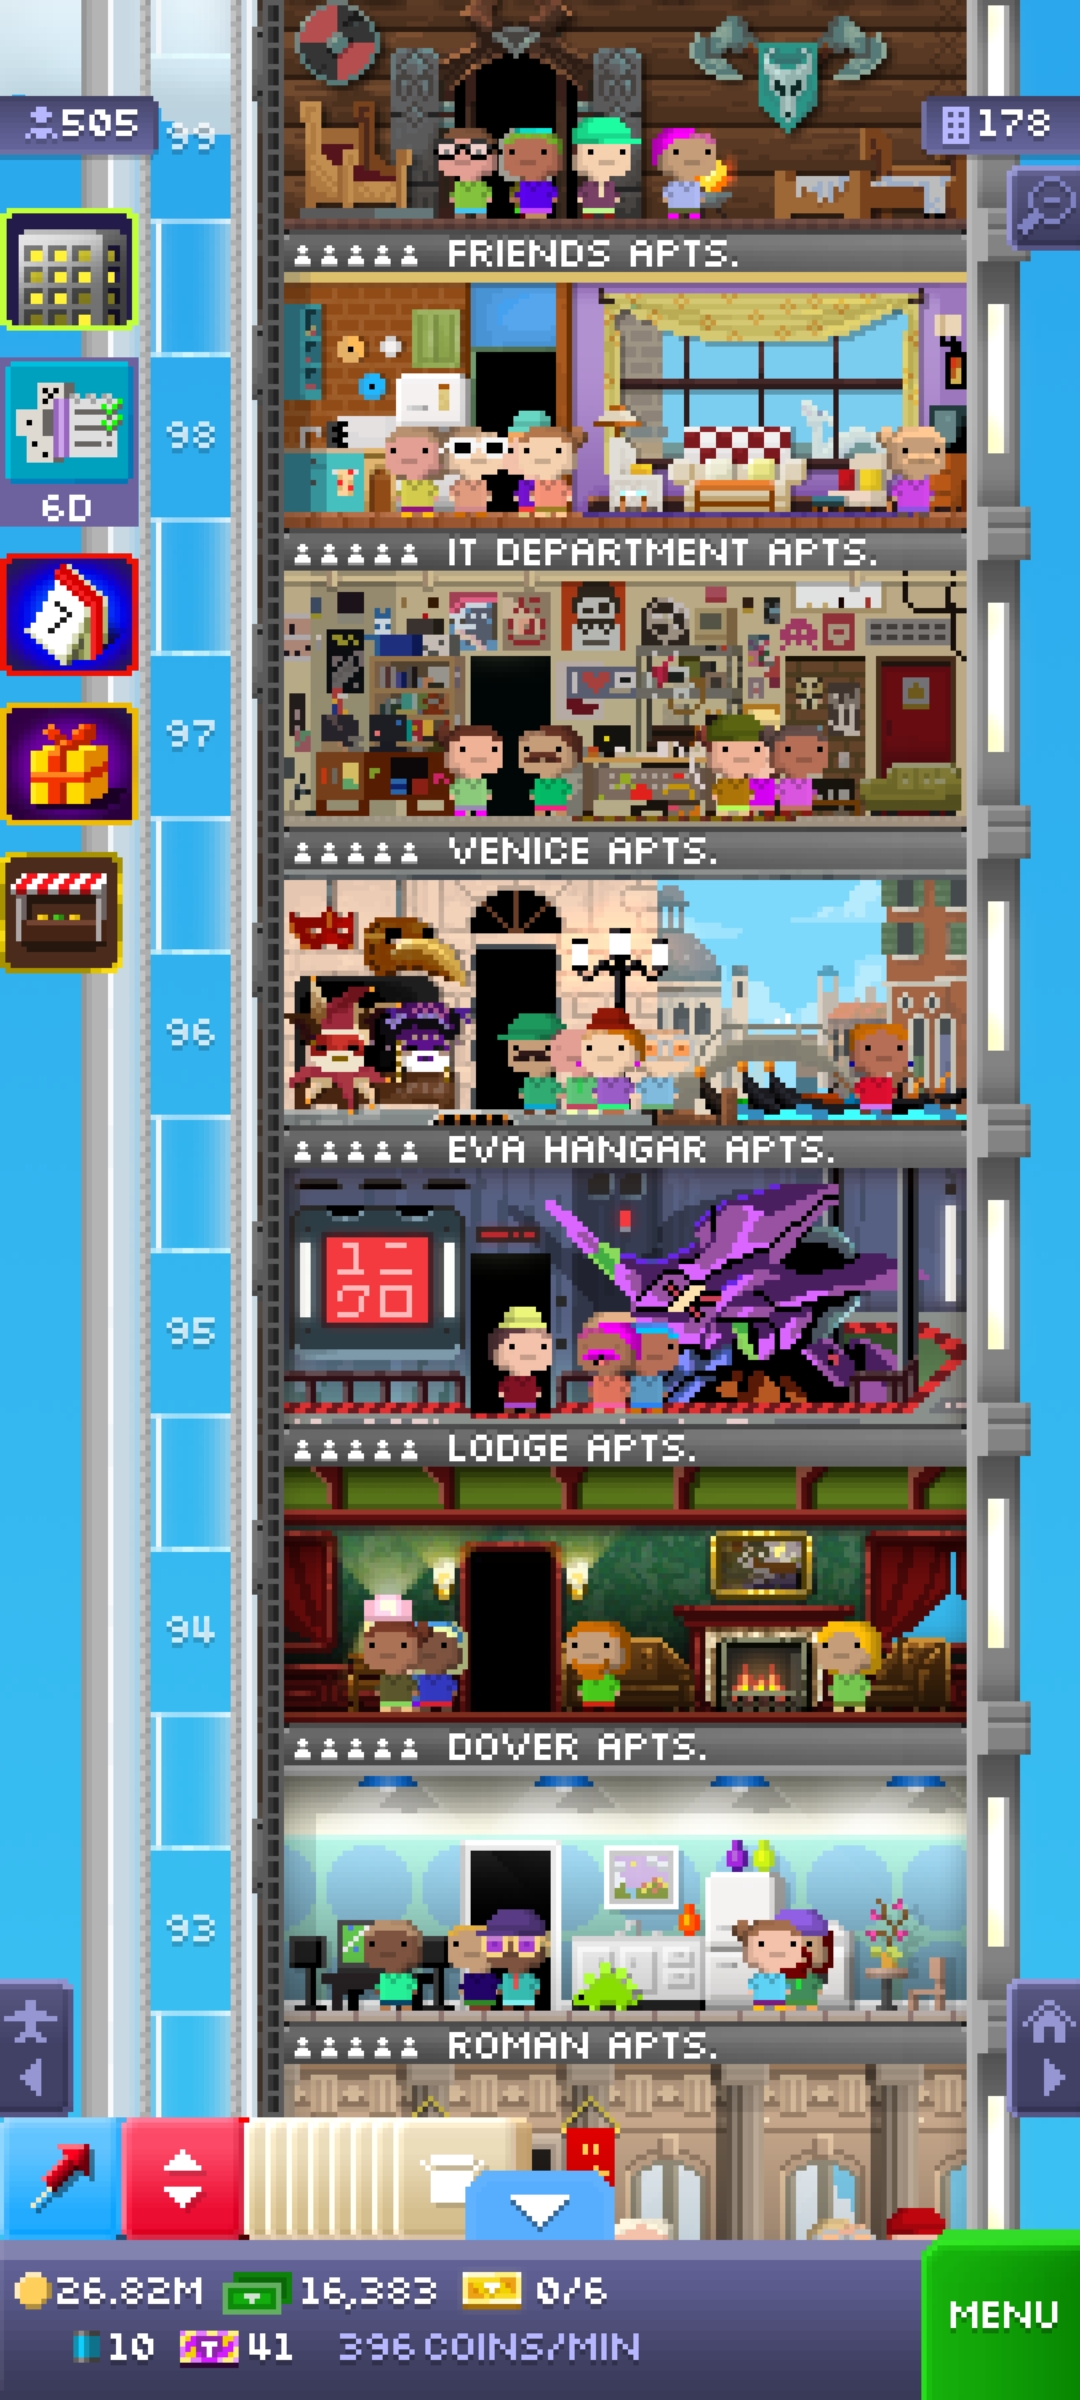 505
99
178
FRIENDS APTS.
98
6D
IT DEPARTMENT APTS.
97
VENICE APTS.
96
EVA HANGAR APTS.
95
LODGE APTS.
94
DOVER APTS.
93
ROMAN APTS.
26.82M 16,383 0/6
MENU
10 T 41 396 COINS/MIN